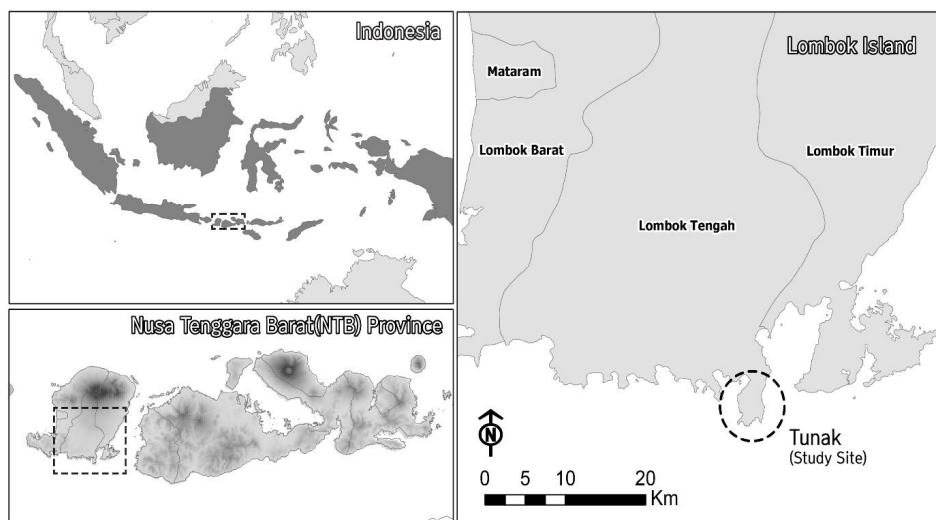 Indonesia
Nusa Tenggara Barat(NTB) Province
Lombok Island
Mataram
Lombok Barat
Lombok Timur
Lombok Tengah
Tunak
(Study Site)
N
0 5 10 20
Km